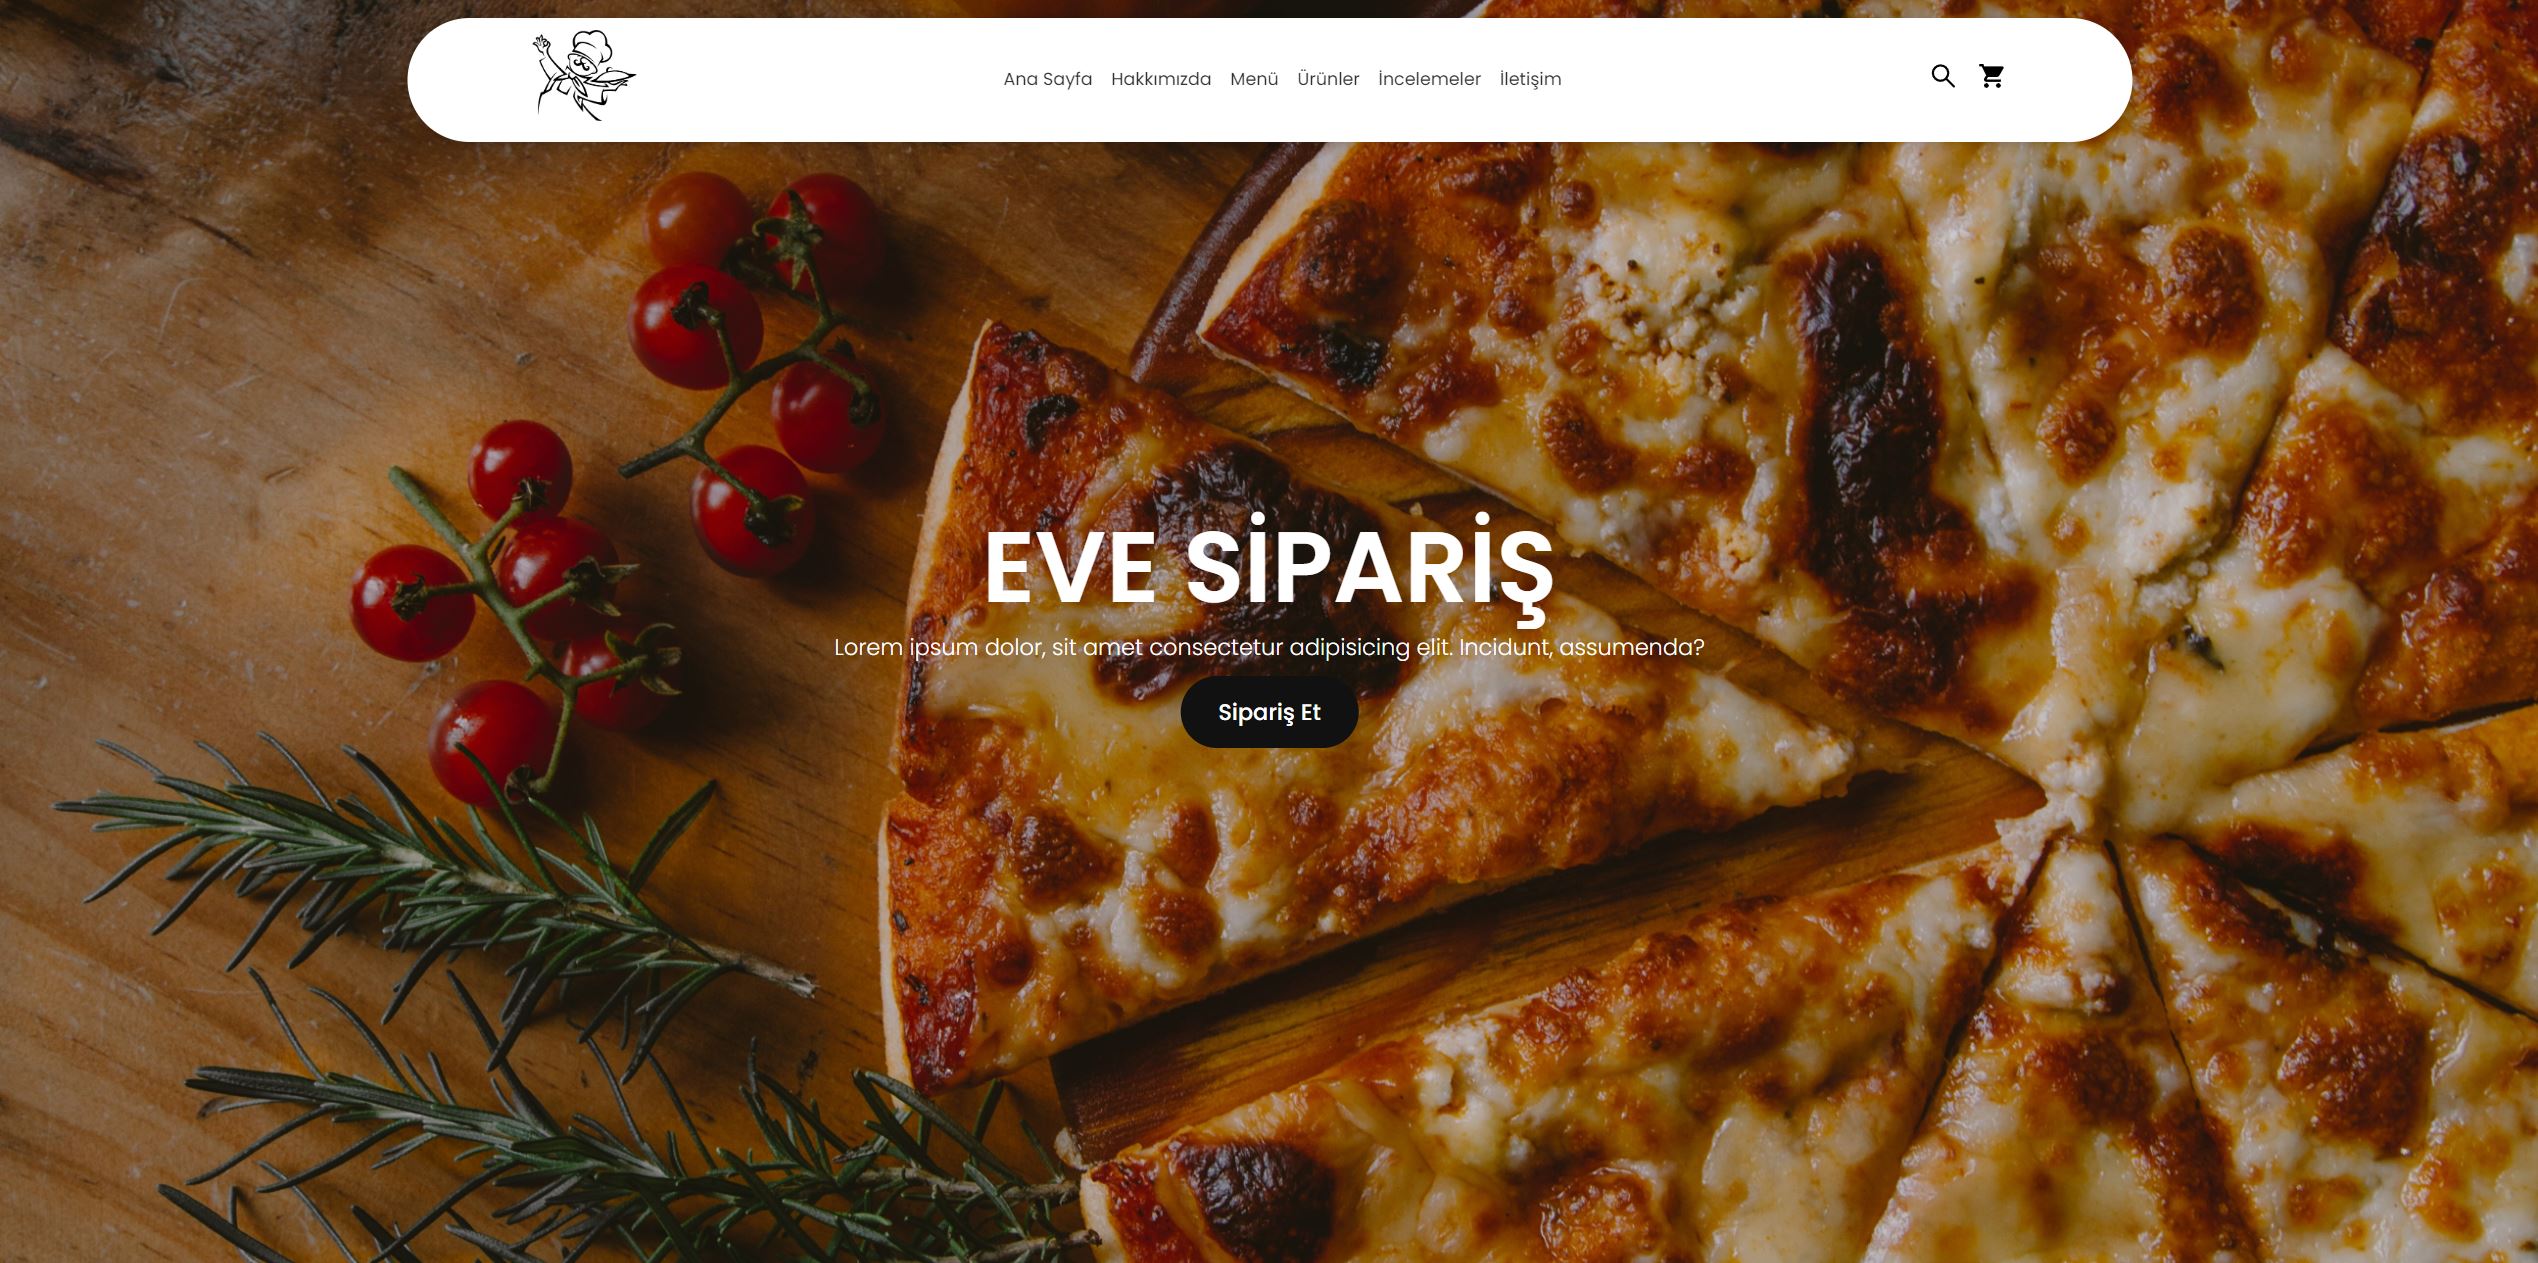 Ana Sayfa Hakkımızda Menü Ürünler İncelemeler İletişim
EVE SİPARİŞ
Lorem ipsum dolor, sit amet consectetur adipisicing elit. Incidunt, assumenda?
Sipariş Et